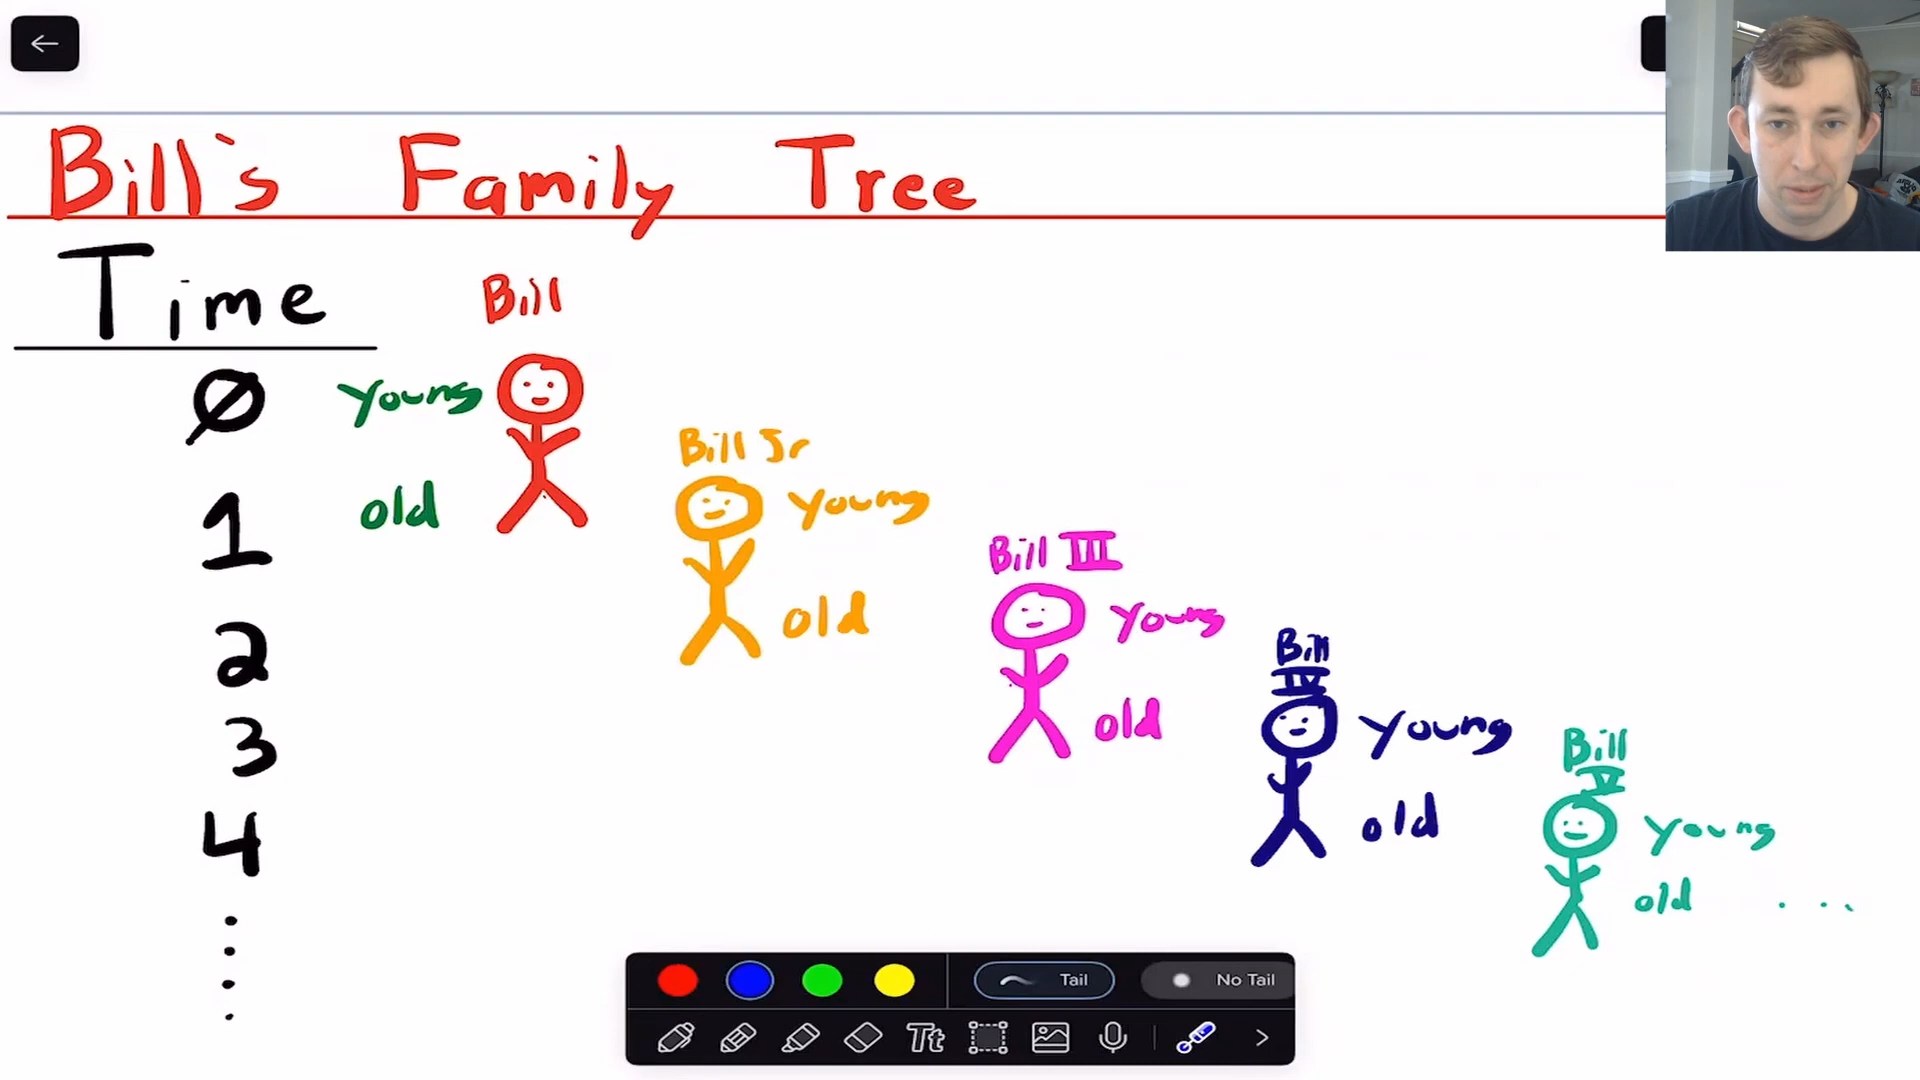 Bill's Family Tree
Time
Bill
Ø young
Bill Jr
1 old
young
Bill III
2
old
young
Bill
IV
3
old
young
Bill
V
4
old
young
old ...
Tail
No Tail
Tt